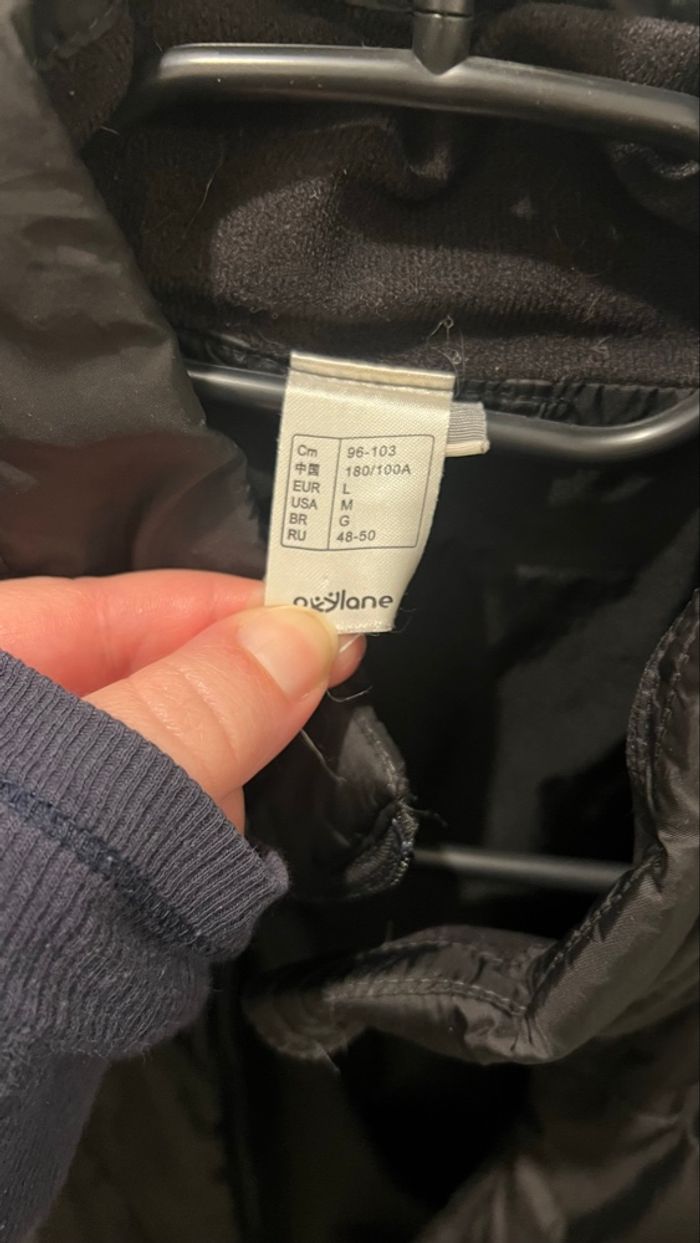 Cm 96-103
中国 180/100A
EUR L
USA M
BR G
RU 48-50
oxylane